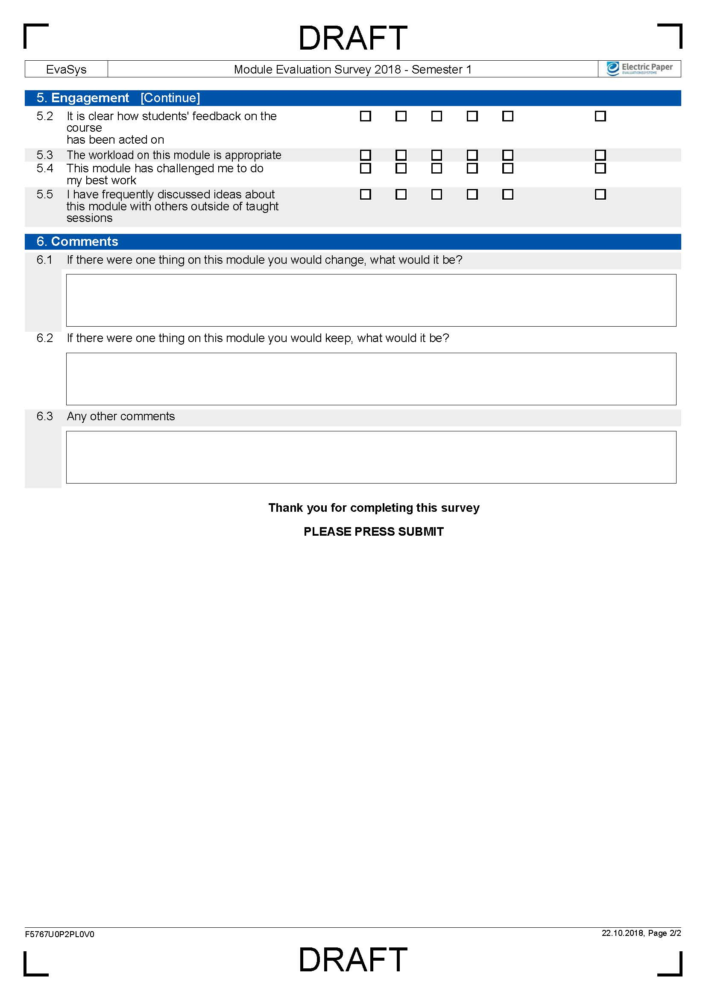 DRAFT
EvaSys
Module Evaluation Survey 2018 - Semester 1
Electric Paper
EVALUATIONSSYSTEME
5. Engagement [Continue]
5.2 It is clear how students' feedback on the
course
has been acted on
5.3 The workload on this module is appropriate
5.4 This module has challenged me to do
my best work
5.5 I have frequently discussed ideas about
this module with others outside of taught
sessions
6. Comments
6.1 If there were one thing on this module you would change, what would it be?
6.2 If there were one thing on this module you would keep, what would it be?
6.3 Any other comments
Thank you for completing this survey
PLEASE PRESS SUBMIT
F5767U0P2PL0V0
22.10.2018, Page 2/2
DRAFT